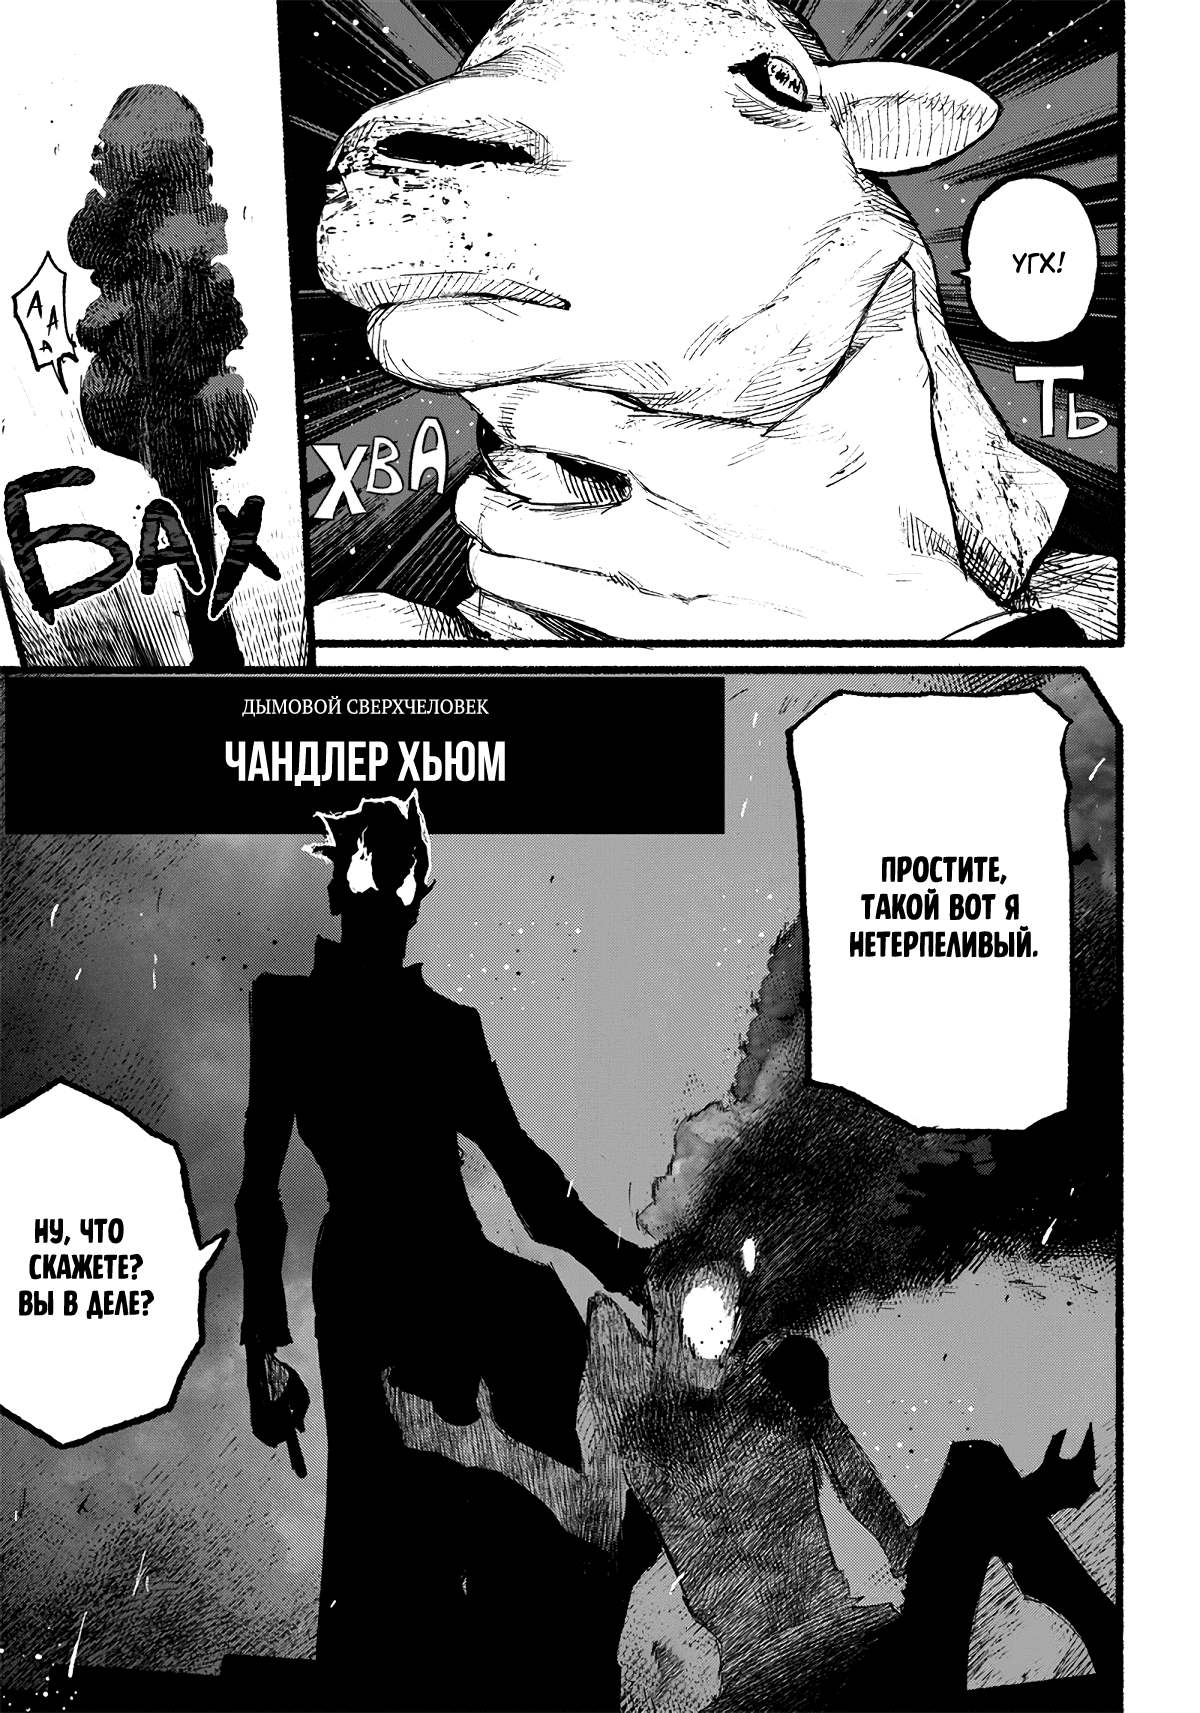 УГХ!
ХВА
ТЬ
А
А
А
БАХ
ДЫМОВОЙ СВЕРХЧЕЛОВЕК
ЧАНДЛЕР ХЬЮМ
ПРОСТИТЕ,
ТАКОЙ ВОТ Я
НЕТЕРПЕЛИВЫЙ.
НУ, ЧТО
СКАЖЕТЕ?
ВЫ В ДЕЛЕ?